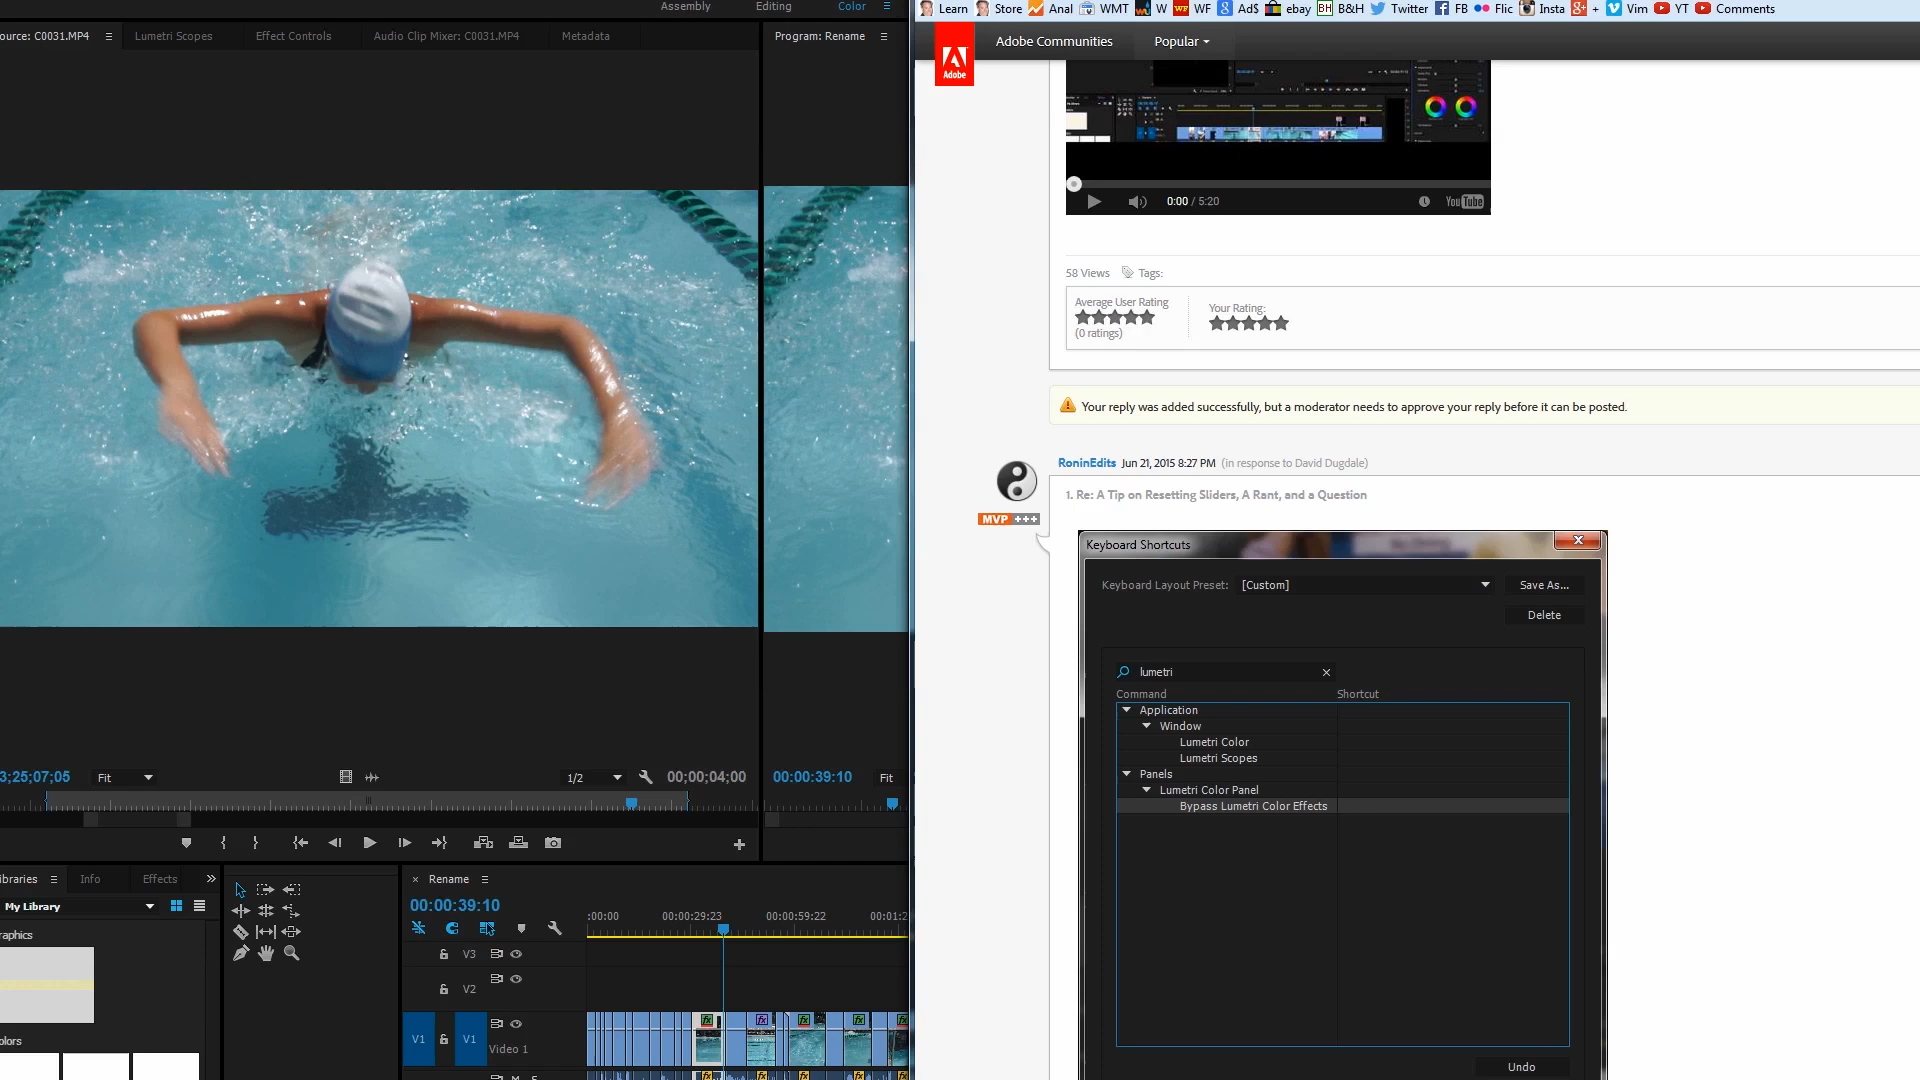 Assembly Editing Color
ource: C0031.MP4 Lumetri Scopes Effect Controls Audio Clip Mixer: C0031.MP4 Metadata Program: Rename
3;25;07;05 Fit 1/2 00;00;04;00 00:00:39:10 Fit
ibraries Info Effects »
My Library
raphics
olors
× Rename
00:00:39:10
:00:00 00:00:29:23 00:00:59:22 00:01:2
V3
V2
V1 V1
Video 1
M S
Learn Store Anal WMT W WF Ad$ ebay B&H Twitter FB Flic Insta + Vim YT Comments
Adobe
Adobe Communities Popular
0:00 / 5:20 YouTube
58 Views Tags:
Average User Rating
(0 ratings)
Your Rating:
Your reply was added successfully, but a moderator needs to approve your reply before it can be posted.
RoninEdits Jun 21, 2015 8:27 PM (in response to David Dugdale)
MVP +++
1. Re: A Tip on Resetting Sliders, A Rant, and a Question
Keyboard Shortcuts
Keyboard Layout Preset: [Custom] Save As...
Delete
lumetri
Command Shortcut
Application
Window
Lumetri Color
Lumetri Scopes
Panels
Lumetri Color Panel
Bypass Lumetri Color Effects
Undo